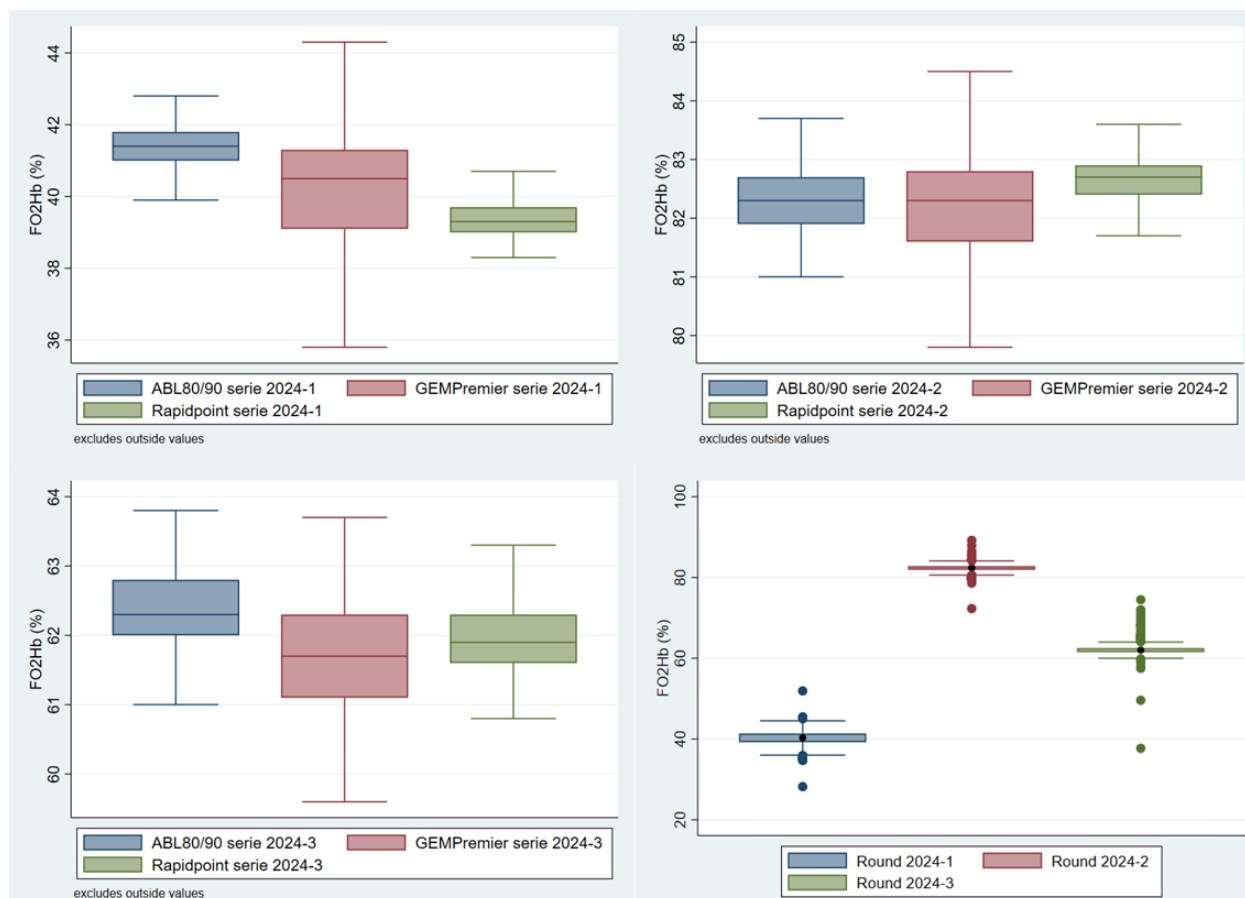 44
42
40
38
36
FO2Hb (%)
ABL80/90 serie 2024-1
GEMPremier serie 2024-1
Rapidpoint serie 2024-1
excludes outside values
85
84
83
82
81
80
FO2Hb (%)
ABL80/90 serie 2024-2
GEMPremier serie 2024-2
Rapidpoint serie 2024-2
excludes outside values
64
63
62
61
60
FO2Hb (%)
ABL80/90 serie 2024-3
GEMPremier serie 2024-3
Rapidpoint serie 2024-3
excludes outside values
100
80
60
40
20
FO2Hb (%)
Round 2024-1
Round 2024-2
Round 2024-3